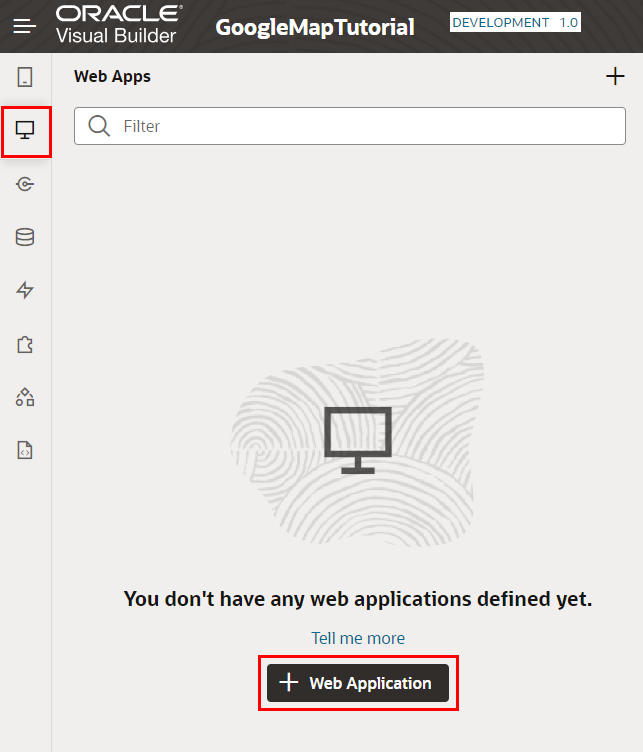 ORACLE®
Visual Builder
GoogleMapTutorial
DEVELOPMENT 1.0
Web Apps
Filter
You don't have any web applications defined yet.
Tell me more
Web Application